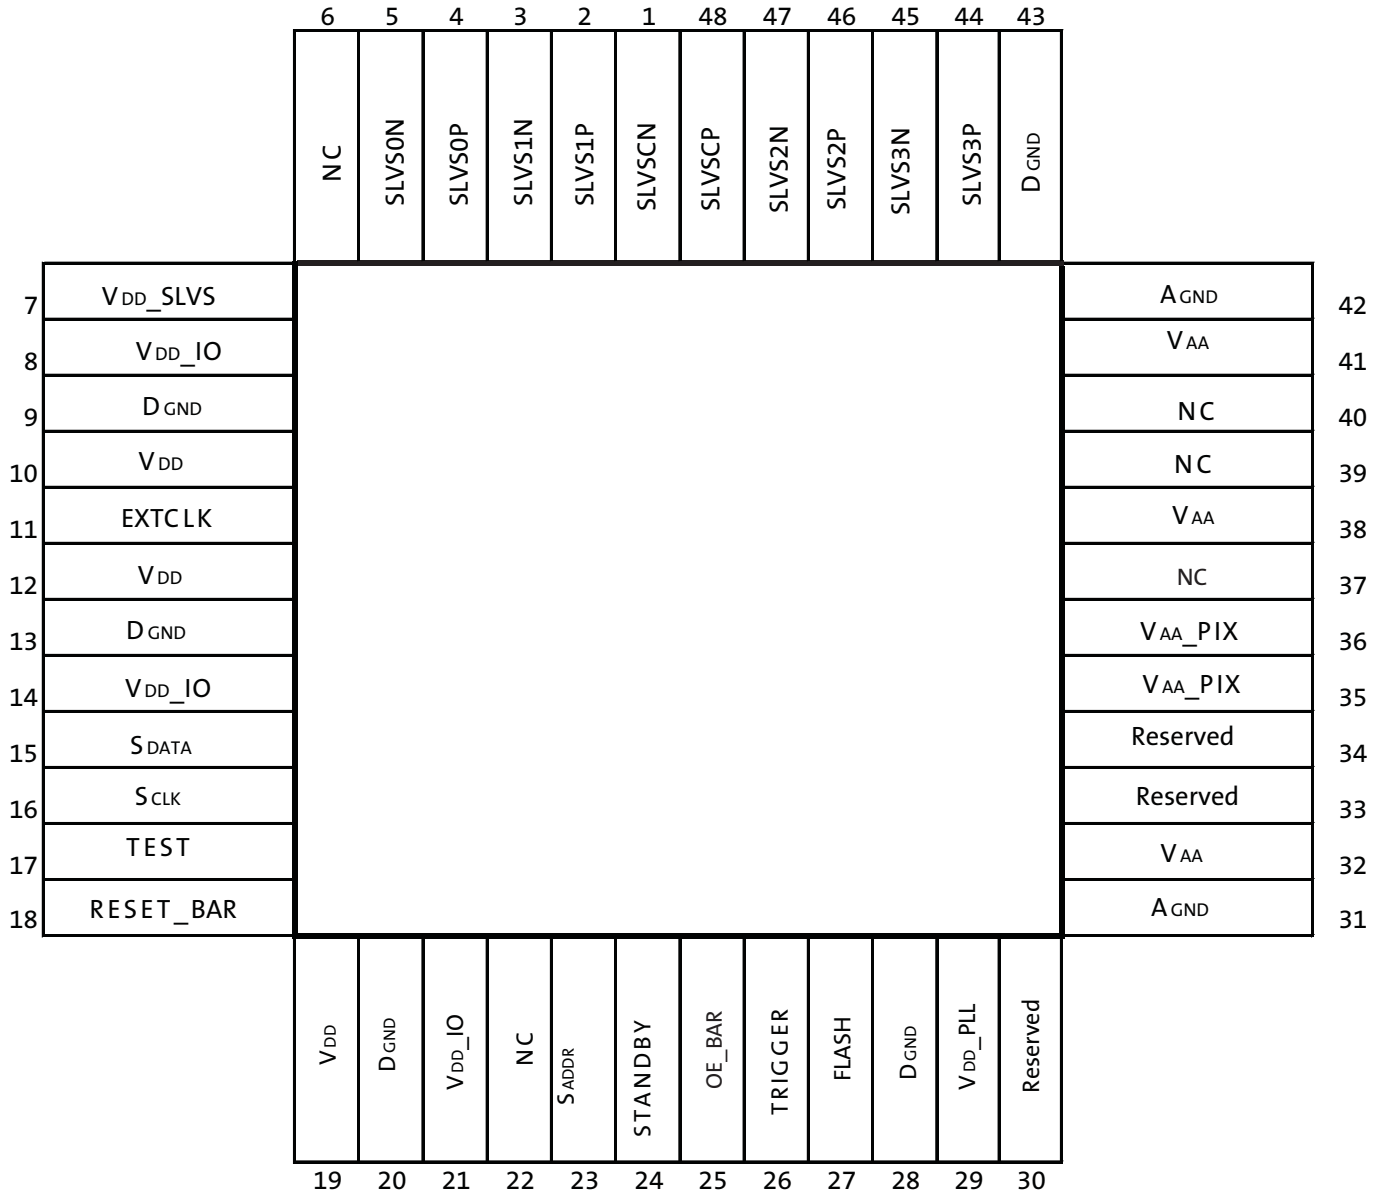 6 5 4 3 2 1 48 47 46 45 44 43
NC
SLVS0N
SLVS0P
SLVS1N
SLVS1P
SLVSCN
SLVSCP
SLVS2N
SLVS2P
SLVS3N
SLVS3P
DGND
7 VDD_SLVS
8 VDD_IO
9 DGND
10 VDD
11 EXTCLK
12 VDD
13 DGND
14 VDD_IO
15 SDATA
16 SCLK
17 TEST
18 RESET_BAR
AGND 42
VAA 41
NC 40
NC 39
VAA 38
NC 37
VAA_PIX 36
VAA_PIX 35
Reserved 34
Reserved 33
VAA 32
AGND 31
VDD
DGND
VDD_IO
NC
SADDR
STANDBY
OE_BAR
TRIGGER
FLASH
DGND
VDD_PLL
Reserved
19 20 21 22 23 24 25 26 27 28 29 30